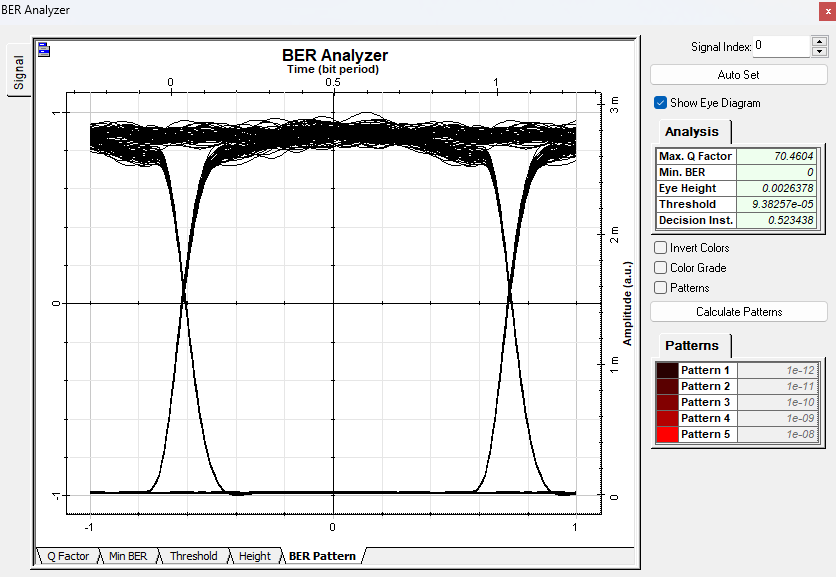 BER Analyzer
x
Signal
BER Analyzer
Time (bit period)
0
0.5
1
1
0
-1
3 m
2 m
1 m
0
Amplitude (a.u.)
-1
0
1
Q Factor
Min BER
Threshold
Height
BER Pattern
Signal Index: 0
Auto Set
Show Eye Diagram
Analysis
Max. Q Factor 70.4604
Min. BER 0
Eye Height 0.0026378
Threshold 9.38257e-05
Decision Inst. 0.523438
Invert Colors
Color Grade
Patterns
Calculate Patterns
Patterns
Pattern 1 1e-12
Pattern 2 1e-11
Pattern 3 1e-10
Pattern 4 1e-09
Pattern 5 1e-08